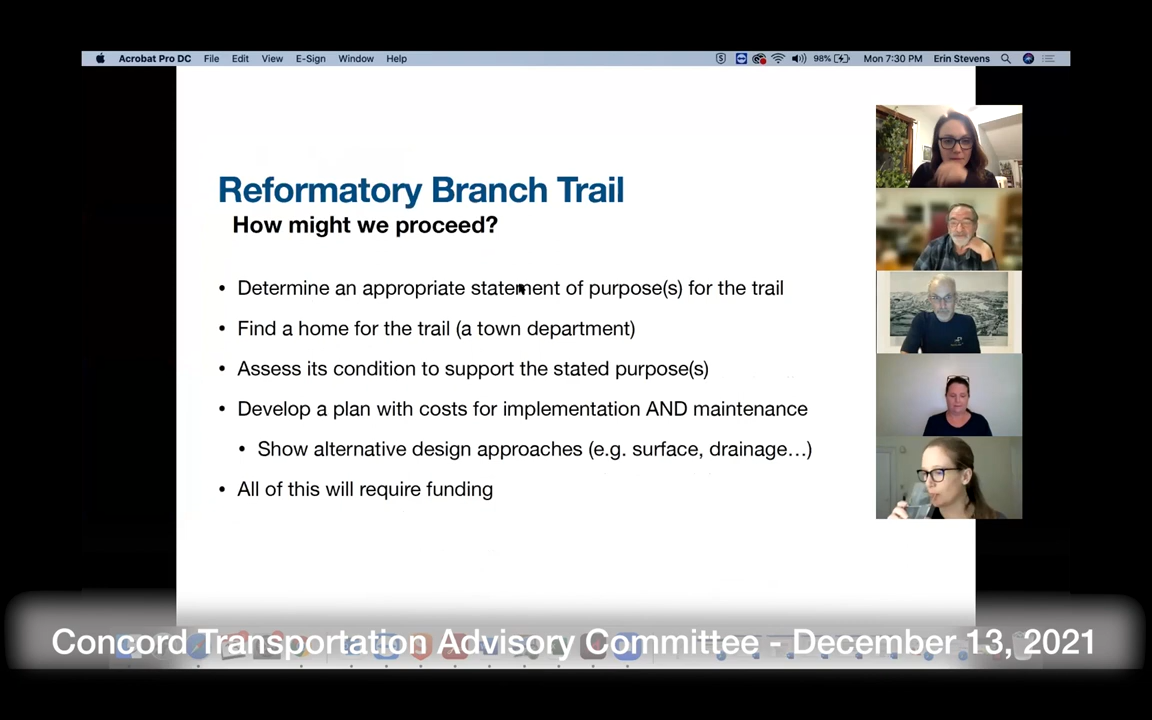 Acrobat Pro DC File Edit View E-Sign Window Help 98% Mon 7:30 PM Erin Stevens
Reformatory Branch Trail
How might we proceed?
• Determine an appropriate statement of purpose(s) for the trail
• Find a home for the trail (a town department)
• Assess its condition to support the stated purpose(s)
• Develop a plan with costs for implementation AND maintenance
• Show alternative design approaches (e.g. surface, drainage...)
• All of this will require funding
Concord Transportation Advisory Committee - December 13, 2021